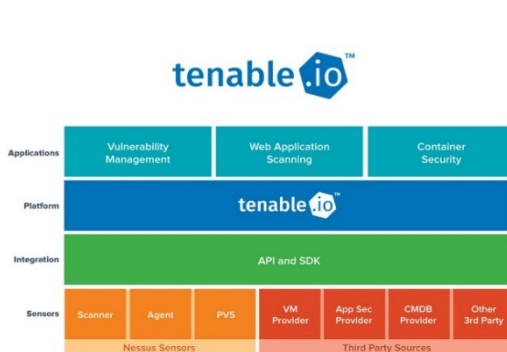 tenable.io™
Applications
Vulnerability
Management
Web Application
Scanning
Container
Security
Platform
tenable.io™
Integration
API and SDK
Sensors
Scanner
Agent
PVS
VM
Provider
App Sec
Provider
CMDB
Provider
Other
3rd Party
Nessus Sensors
Third Party Sources